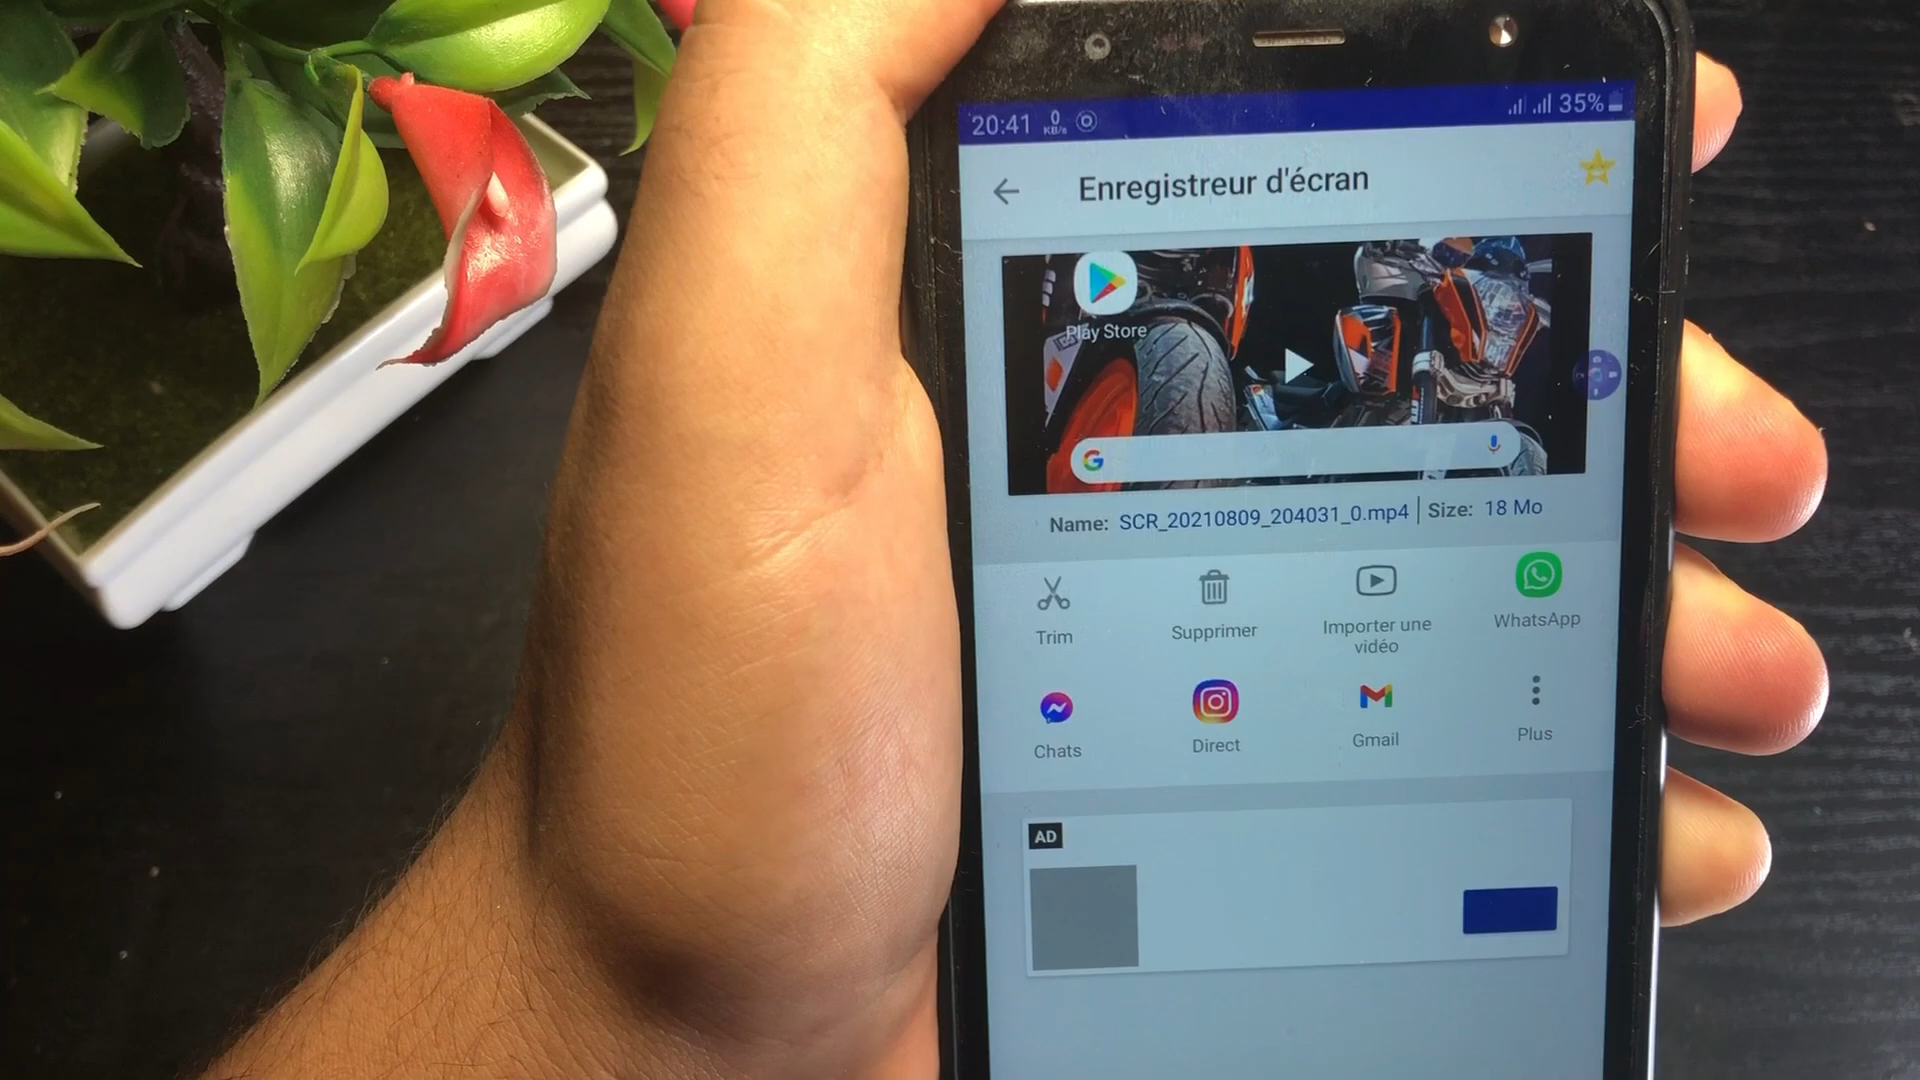 20:41 0 KB/s 35%
Enregistreur d'écran
Play Store
G
Name: SCR_20210809_204031_0.mp4 | Size: 18 Mo
Trim Supprimer Importer une vidéo WhatsApp
Chats Direct Gmail Plus
AD